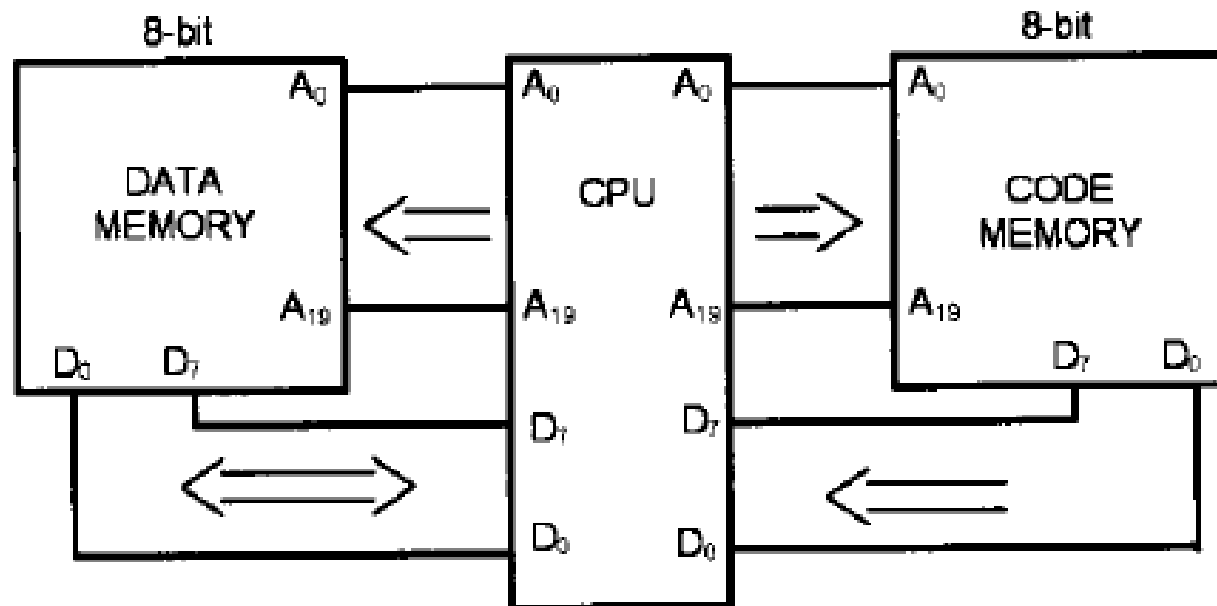 8-bit
8-bit
A₀
A₀
A₀
A₀
DATA
MEMORY
CPU
CODE
MEMORY
A₁₉
A₁₉
A₁₉
A₁₉
D₀
D₇
D₇
D₀
D₇
D₇
D₀
D₀